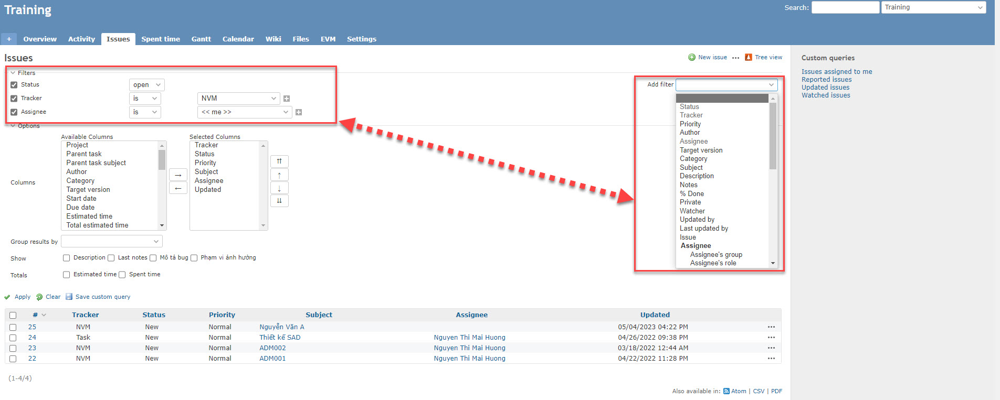 Training
Search: Training
+ Overview Activity Issues Spent time Gantt Calendar Wiki Files EVM Settings
Issues
New issue ••• Tree view
Custom queries
Issues assigned to me
Reported issues
Updated issues
Watched issues
Filters
Status open
Tracker is NVM
Assignee is << me >>
Add filter
Status
Tracker
Priority
Author
Assignee
Target version
Category
Subject
Description
Notes
% Done
Private
Watcher
Updated by
Last updated by
Issue
Assignee
Assignee's group
Assignee's role
Options
Columns
Available Columns
Project
Parent task
Parent task subject
Author
Category
Target version
Start date
Due date
Estimated time
Total estimated time
→
←
Selected Columns
Tracker
Status
Priority
Subject
Assignee
Updated
⇈
↑
↓
⇊
Group results by
Show Description Last notes Mô tả bug Phạm vi ảnh hưởng
Totals Estimated time Spent time
Apply Clear Save custom query
# Tracker Status Priority Subject Assignee Updated
25 NVM New Normal Nguyễn Văn A 05/04/2023 04:22 PM •••
24 Task New Normal Thiết kế SAD Nguyen Thi Mai Huong 04/26/2022 09:38 PM •••
23 NVM New Normal ADM002 Nguyen Thi Mai Huong 03/18/2022 12:44 AM •••
22 NVM New Normal ADM001 Nguyen Thi Mai Huong 04/22/2022 11:28 PM •••
(1-4/4)
Also available in: Atom | CSV | PDF